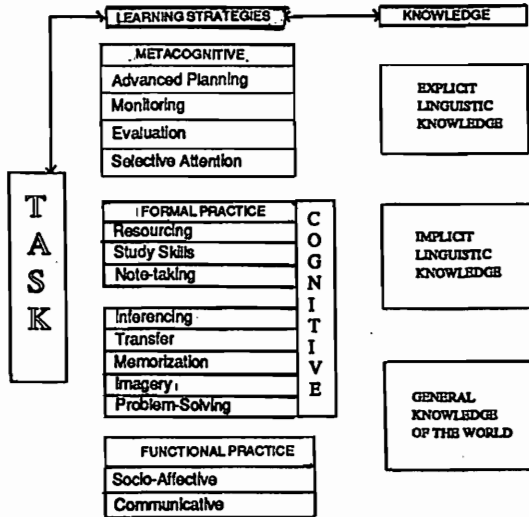 LEARNING STRATEGIES
KNOWLEDGE
METACOGNITIVE
Advanced Planning
Monitoring
Evaluation
Selective Attention
TASK
FORMAL PRACTICE
Resourcing
Study Skills
Note-taking
Inferencing
Transfer
Memorization
Imagery
Problem-Solving
COGNITIVE
FUNCTIONAL PRACTICE
Socio-Affective
Communicative
EXPLICIT
LINGUISTIC
KNOWLEDGE
IMPLICIT
LINGUISTIC
KNOWLEDGE
GENERAL
KNOWLEDGE
OF THE WORLD